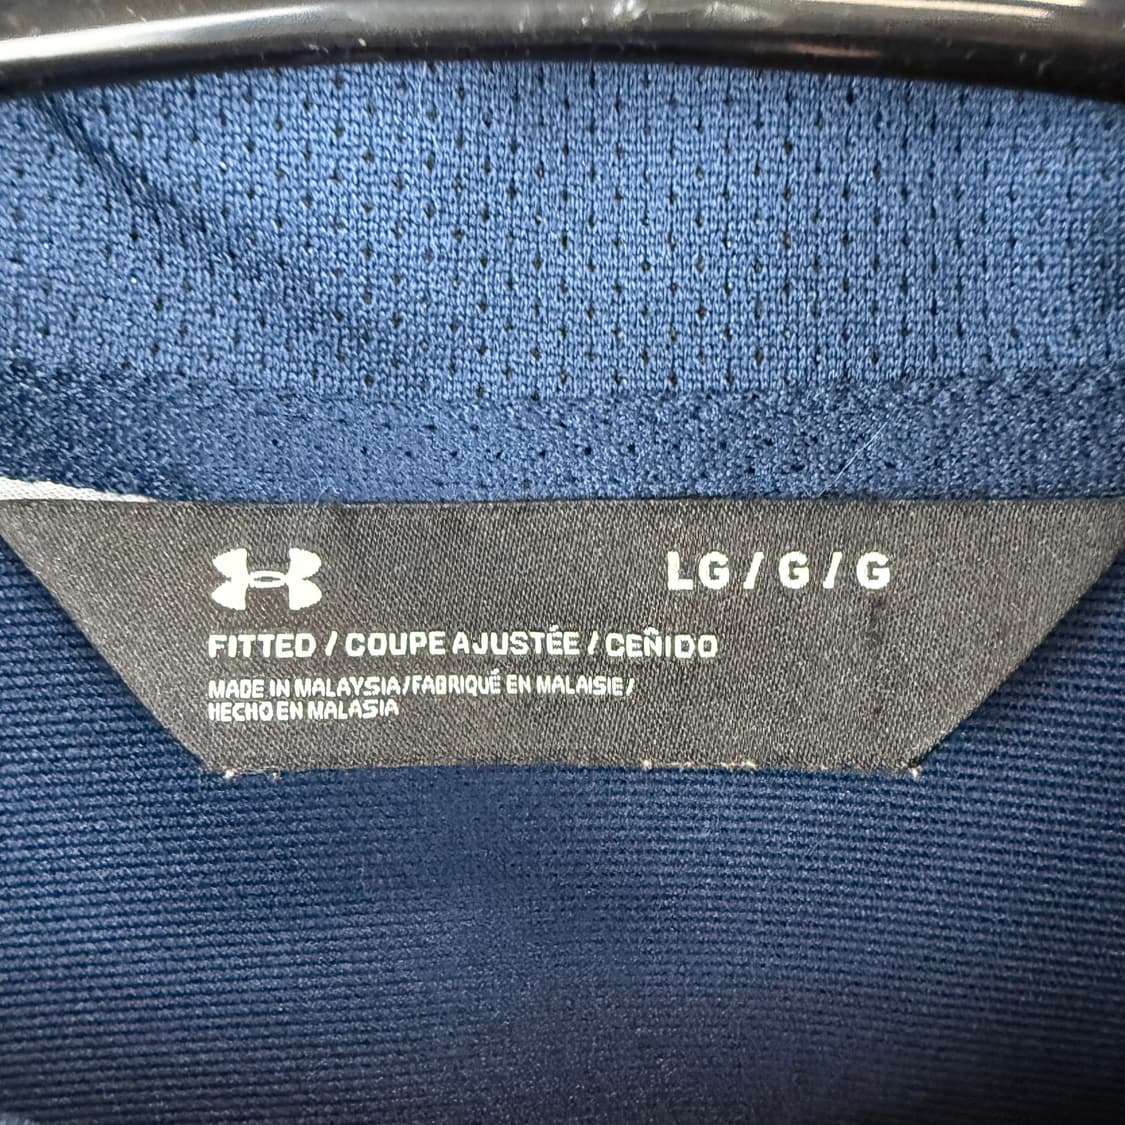 LG / G / G
FITTED / COUPE AJUSTÉE / CEÑIDO
MADE IN MALAYSIA / FABRIQUÉ EN MALAISIE /
HECHO EN MALASIA